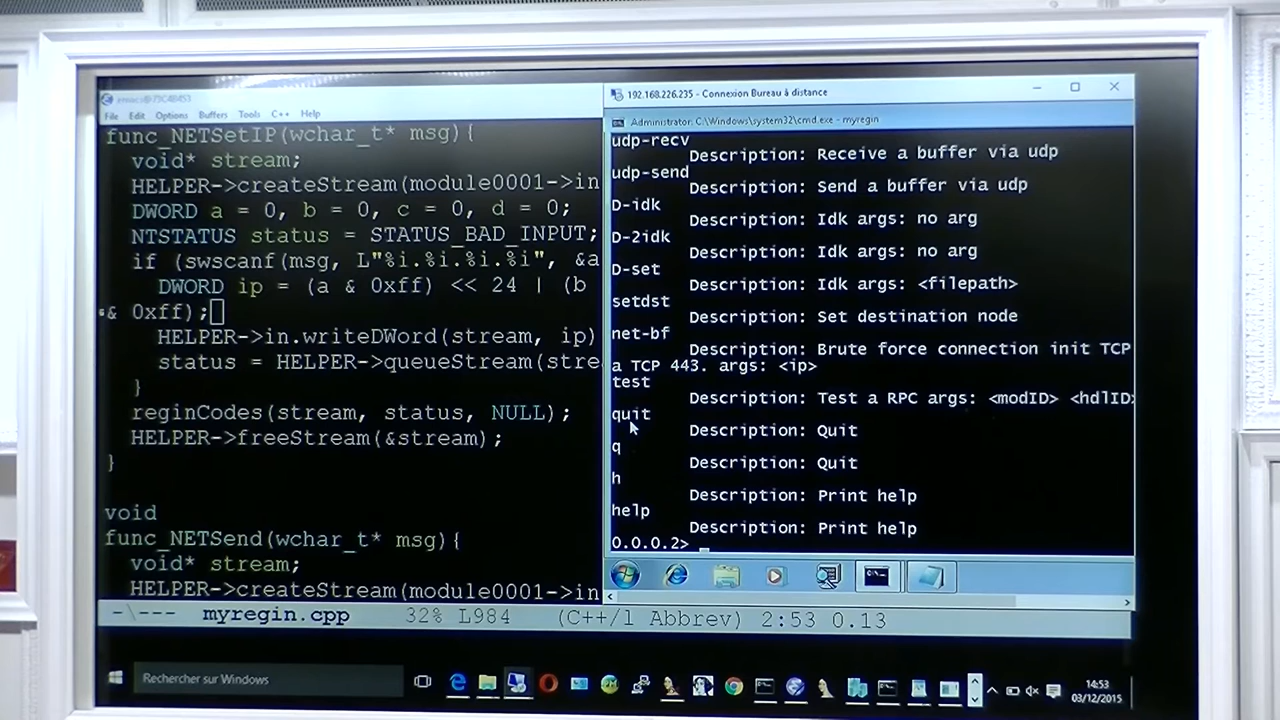 emacs@79C4B453
File Edit Options Buffers Tools C++ Help
func_NETSetIP(wchar_t* msg){
void* stream;
HELPER->createStream(module0001->in
DWORD a = 0, b = 0, c = 0, d = 0;
NTSTATUS status = STATUS_BAD_INPUT;
if (swscanf(msg, L"%i.%i.%i.%i", &a
DWORD ip = (a & 0xff) << 24 | (b
& 0xff);
HELPER->in.writeDWord(stream, ip)
status = HELPER->queueStream(stre
}
reginCodes(stream, status, NULL);
HELPER->freeStream(&stream);
}
void
func_NETSend(wchar_t* msg){
void* stream;
HELPER->createStream(module0001->in
-\--- myregin.cpp 32% L984 (C++/l Abbrev) 2:53 0.13
192.168.226.235 - Connexion Bureau à distance
Administrator: C:\Windows\system32\cmd.exe - myregin
udp-recv
Description: Receive a buffer via udp
udp-send
Description: Send a buffer via udp
D-idk
Description: Idk args: no arg
D-2idk
Description: Idk args: no arg
D-set
Description: Idk args: <filepath>
setdst
Description: Set destination node
net-bf
Description: Brute force connection init TCP
a TCP 443. args: <ip>
test
Description: Test a RPC args: <modID> <hdlID>
quit
Description: Quit
q
Description: Quit
h
Description: Print help
help
Description: Print help
0.0.0.2>
Rechercher sur Windows
14:53
03/12/2015